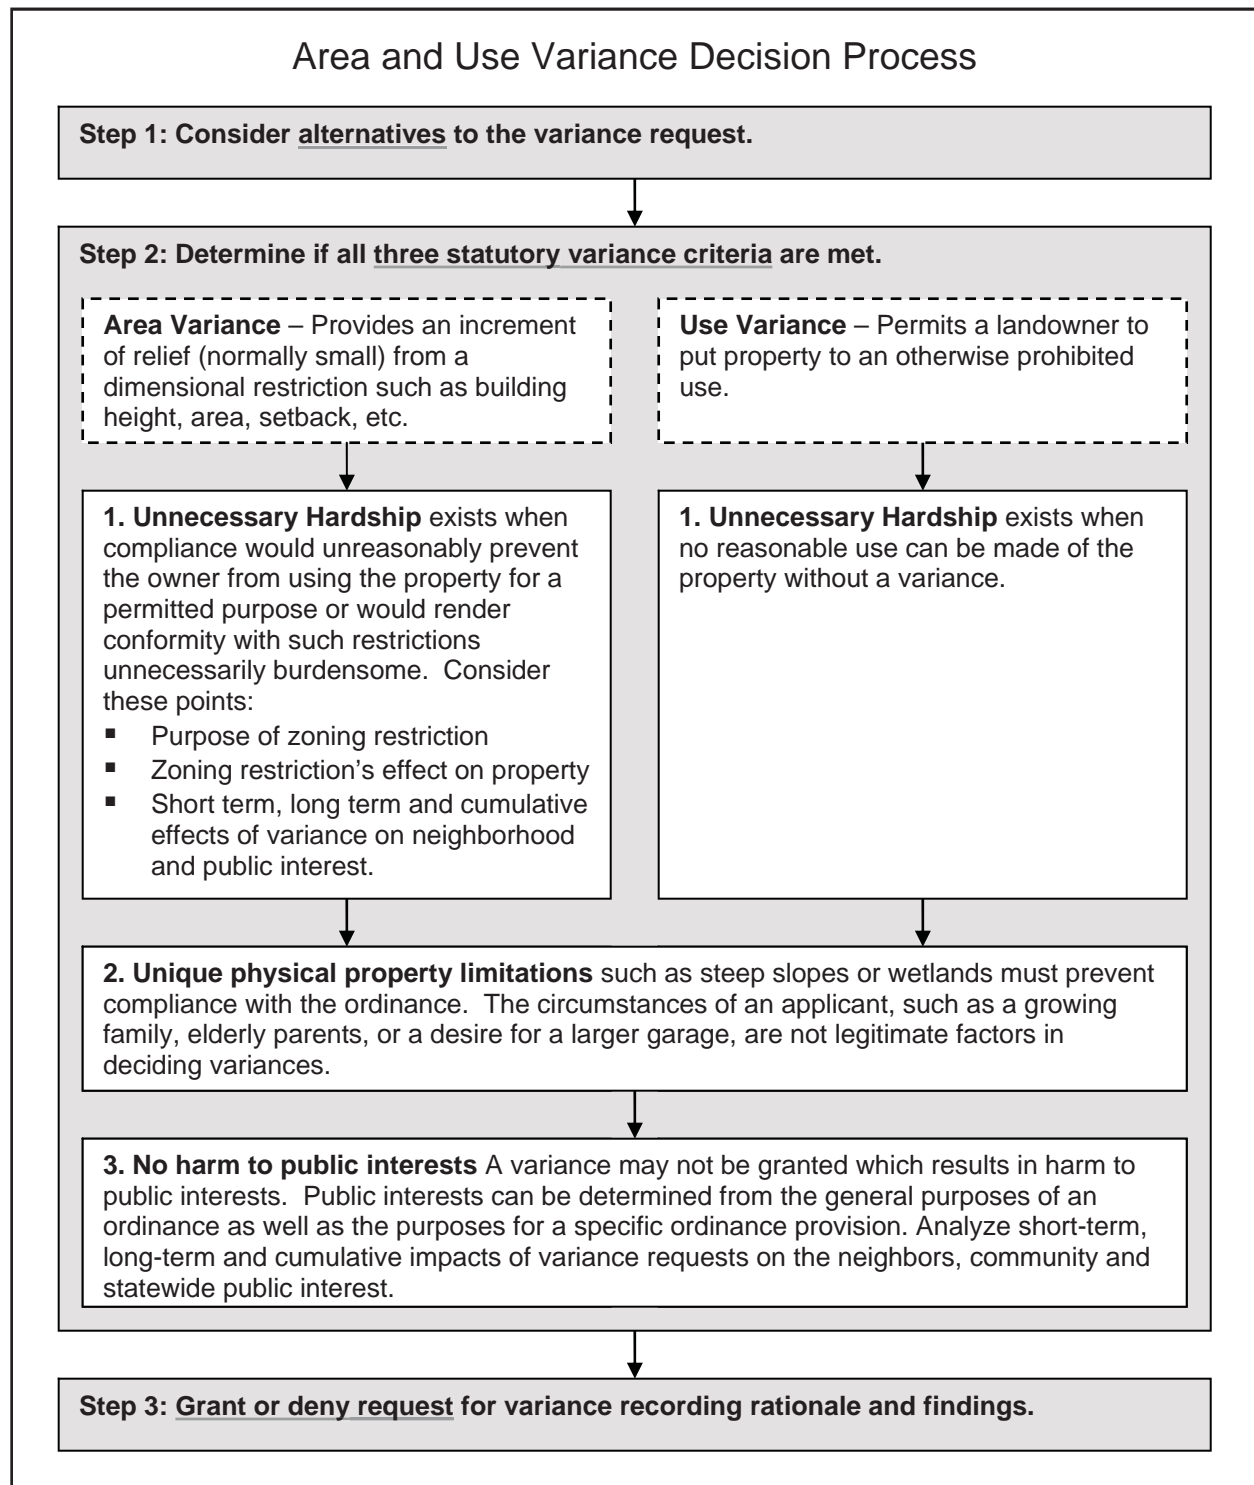 Area and Use Variance Decision Process
Step 1: Consider alternatives to the variance request.
Step 2: Determine if all three statutory variance criteria are met.
Area Variance – Provides an increment
of relief (normally small) from a
dimensional restriction such as building
height, area, setback, etc.
Use Variance – Permits a landowner to
put property to an otherwise prohibited
use.
1. Unnecessary Hardship exists when
compliance would unreasonably prevent
the owner from using the property for a
permitted purpose or would render
conformity with such restrictions
unnecessarily burdensome.  Consider
these points:
▪ Purpose of zoning restriction
▪ Zoning restriction’s effect on property
▪ Short term, long term and cumulative
effects of variance on neighborhood
and public interest.
1. Unnecessary Hardship exists when
no reasonable use can be made of the
property without a variance.
2. Unique physical property limitations such as steep slopes or wetlands must prevent
compliance with the ordinance.  The circumstances of an applicant, such as a growing
family, elderly parents, or a desire for a larger garage, are not legitimate factors in
deciding variances.
3. No harm to public interests A variance may not be granted which results in harm to
public interests.  Public interests can be determined from the general purposes of an
ordinance as well as the purposes for a specific ordinance provision. Analyze short-term,
long-term and cumulative impacts of variance requests on the neighbors, community and
statewide public interest.
Step 3: Grant or deny request for variance recording rationale and findings.